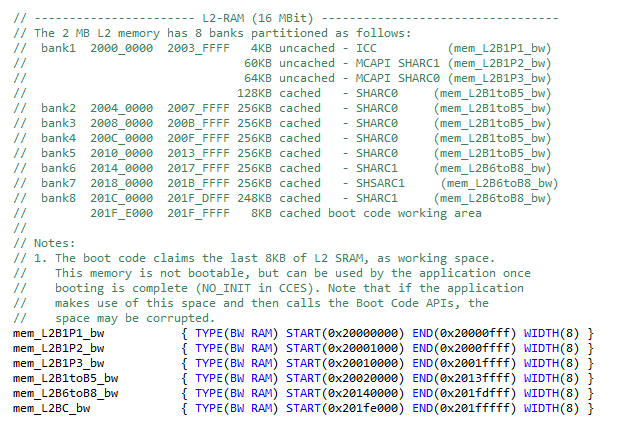 // ----------------------- L2-RAM (16 MBit) ----------------------------------
// The 2 MB L2 memory has 8 banks partitioned as follows:
//  bank1  2000_0000  2003_FFFF   4KB uncached - ICC          (mem_L2B1P1_bw)
//                               60KB uncached - MCAPI SHARC1 (mem_L2B1P2_bw)
//                               64KB uncached - MCAPI SHARC0 (mem_L2B1P3_bw)
//                              128KB cached   - SHARC0     (mem_L2B1toB5_bw)
//  bank2  2004_0000  2007_FFFF 256KB cached   - SHARC0     (mem_L2B1toB5_bw)
//  bank3  2008_0000  200B_FFFF 256KB cached   - SHARC0     (mem_L2B1toB5_bw)
//  bank4  200C_0000  200F_FFFF 256KB cached   - SHARC0     (mem_L2B1toB5_bw)
//  bank5  2010_0000  2013_FFFF 256KB cached   - SHARC0     (mem_L2B1toB5_bw)
//  bank6  2014_0000  2017_FFFF 256KB cached   - SHARC1     (mem_L2B6toB8_bw)
//  bank7  2018_0000  201B_FFFF 256KB cached   - SHSARC1     (mem_L2B6toB8_bw)
//  bank8  201C_0000  201F_DFFF 248KB cached   - SHARC1     (mem_L2B6toB8_bw)
//         201F_E000  201F_FFFF   8KB cached boot code working area
//
// Notes:
// 1. The boot code claims the last 8KB of L2 SRAM, as working space.
//    This memory is not bootable, but can be used by the application once
//    booting is complete (NO_INIT in CCES). Note that if the application
//    makes use of this space and then calls the Boot Code APIs, the
//    space may be corrupted.
mem_L2B1P1_bw           { TYPE(BW RAM) START(0x20000000) END(0x20000fff) WIDTH(8) }
mem_L2B1P2_bw           { TYPE(BW RAM) START(0x20001000) END(0x2000ffff) WIDTH(8) }
mem_L2B1P3_bw           { TYPE(BW RAM) START(0x20010000) END(0x2001ffff) WIDTH(8) }
mem_L2B1toB5_bw         { TYPE(BW RAM) START(0x20020000) END(0x2013ffff) WIDTH(8) }
mem_L2B6toB8_bw         { TYPE(BW RAM) START(0x20140000) END(0x201fdfff) WIDTH(8) }
mem_L2BC_bw             { TYPE(BW RAM) START(0x201fe000) END(0x201fffff) WIDTH(8) }